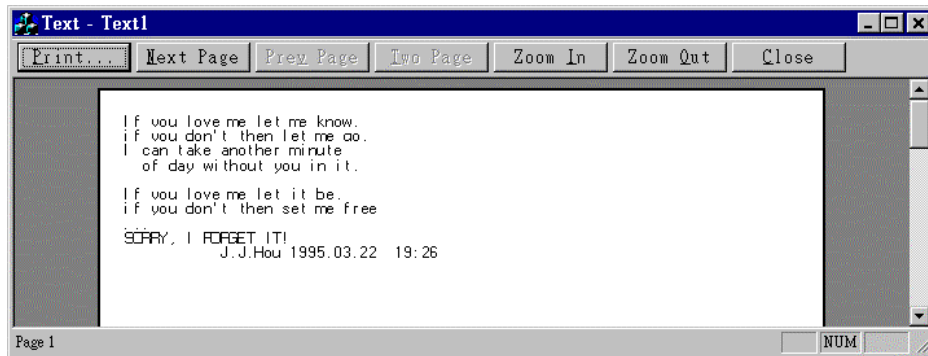 Text - Text1
Print... Next Page Prev Page Two Page Zoom In Zoom Out Close
If you love me let me know.
if you don't then let me go.
I can take another minute
of day without you in it.
If you love me let it be.
if you don't then set me free
...
SORRY, I FORGET IT!
J.J.Hou 1995.03.22 19:26
Page 1 NUM